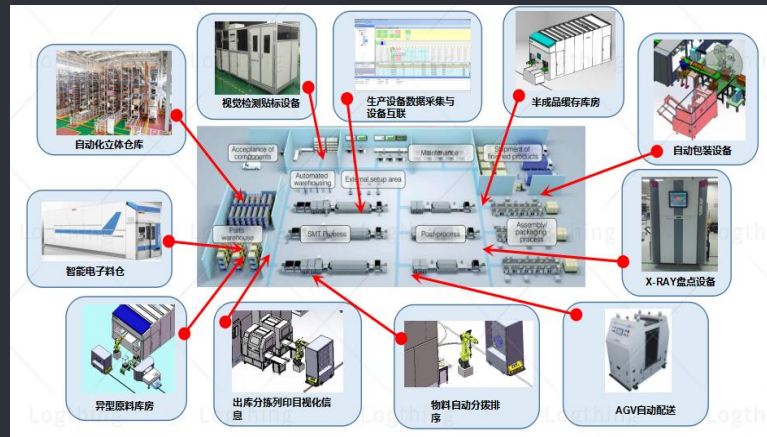 视觉检测贴标设备
生产设备数据采集与
设备互联
半成品缓存库房
自动化立体仓库
自动包装设备
Acceptance of
components
Maintenance
Shipment of
finished products
Automated
warehousing
External setup area
Parts
warehouse
SMT Process
Post-process
Assembly/
packaging
process
智能电子料仓
X-RAY盘点设备
异型原料库房
出库分拣列印目视化信
息
物料自动分拨排
序
AGV自动配送
Logthing